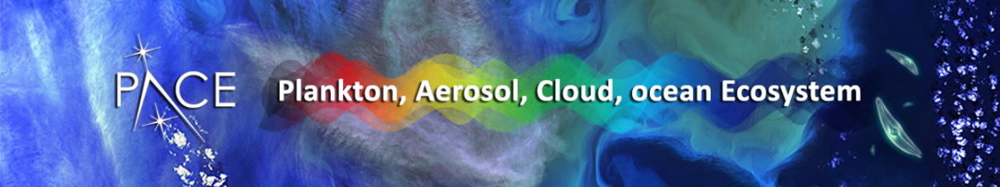 PACE
Plankton, Aerosol, Cloud, ocean Ecosystem